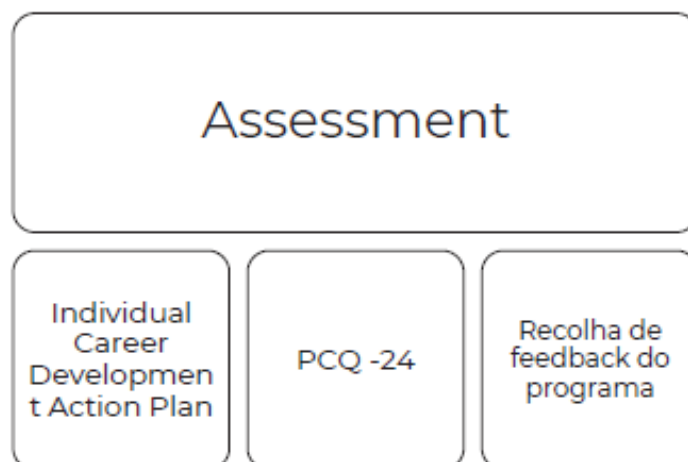 Assessment
Individual
Career
Developmen
t Action Plan
PCQ -24
Recolha de
feedback do
programa